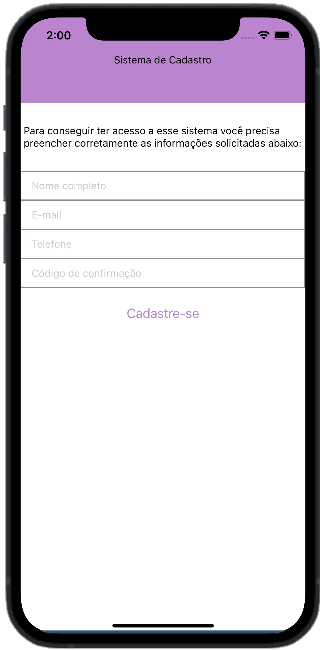 2:00
Sistema de Cadastro
Para conseguir ter acesso a esse sistema você precisa
preencher corretamente as informações solicitadas abaixo:
Nome completo
E-mail
Telefone
Código de confirmação
Cadastre-se